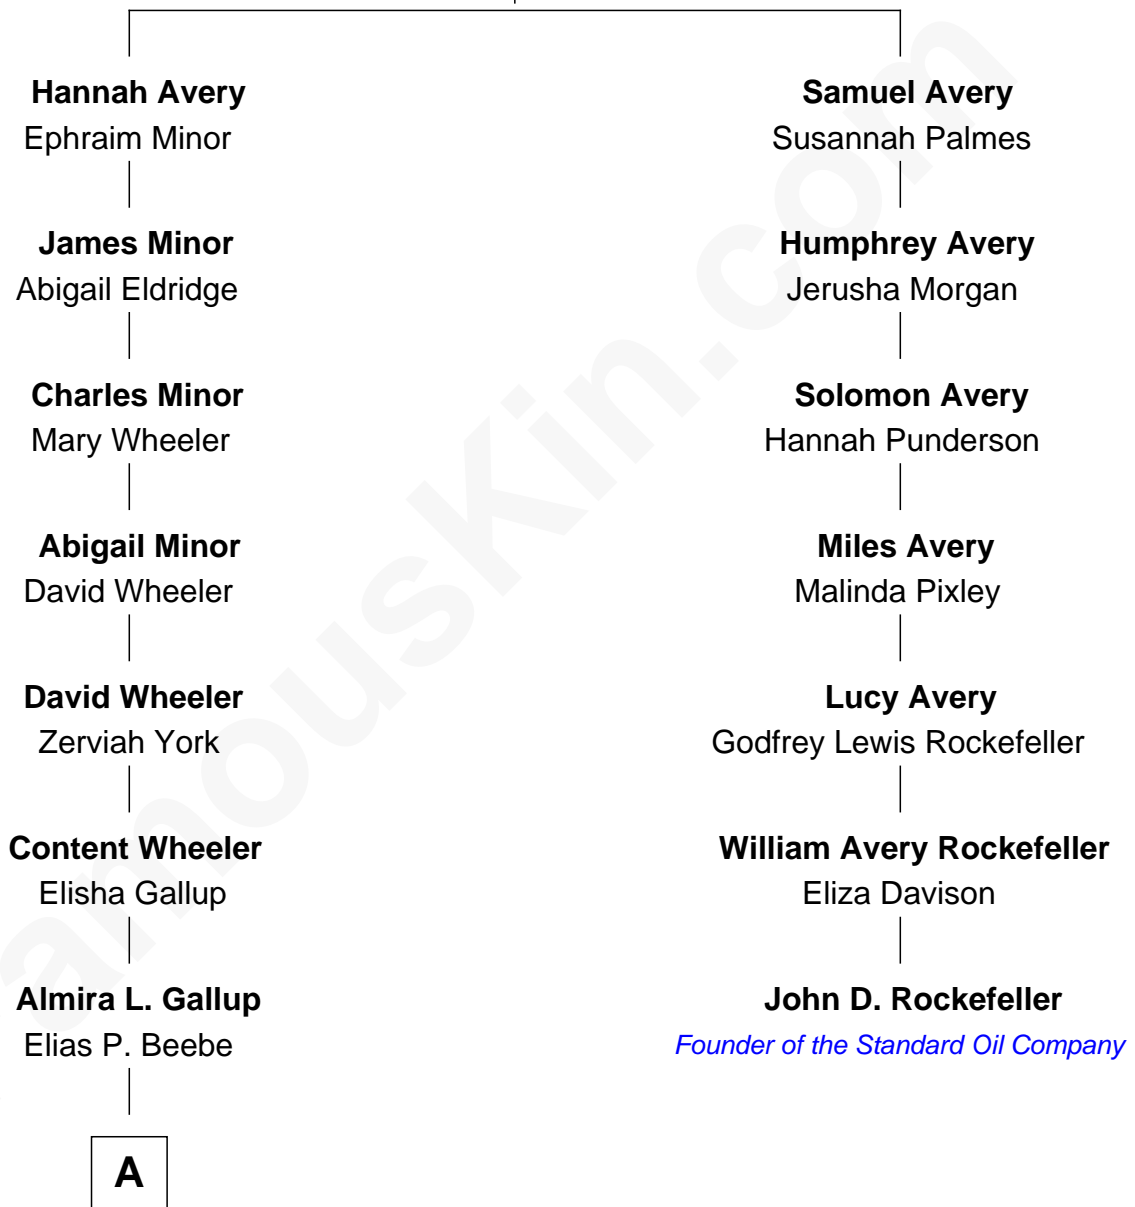 Hannah Avery
Ephraim Minor
Samuel Avery
Susannah Palmes
James Minor
Abigail Eldridge
Humphrey Avery
Jerusha Morgan
Charles Minor
Mary Wheeler
Solomon Avery
Hannah Punderson
Abigail Minor
David Wheeler
Miles Avery
Malinda Pixley
David Wheeler
Zerviah York
Lucy Avery
Godfrey Lewis Rockefeller
Content Wheeler
Elisha Gallup
William Avery Rockefeller
Eliza Davison
Almira L. Gallup
Elias P. Beebe
John D. Rockefeller
Founder of the Standard Oil Company
A
amousKin.com